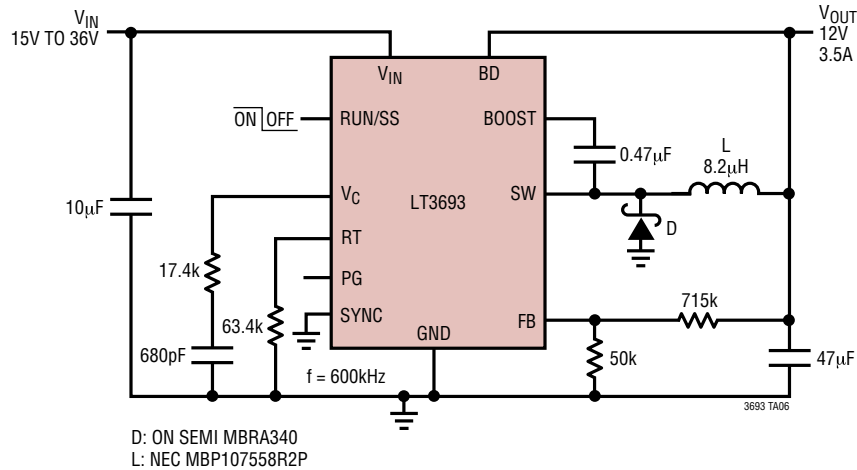 VIN
15V TO 36V
VOUT
12V
3.5A
VIN
BD
ON OFF
RUN/SS
BOOST
0.47µF
L
8.2µH
VC
LT3693
SW
10µF
RT
D
17.4k
PG
715k
63.4k
SYNC
FB
GND
680pF
f = 600kHz
50k
47µF
3693 TA06
D: ON SEMI MBRA340
L: NEC MBP107558R2P